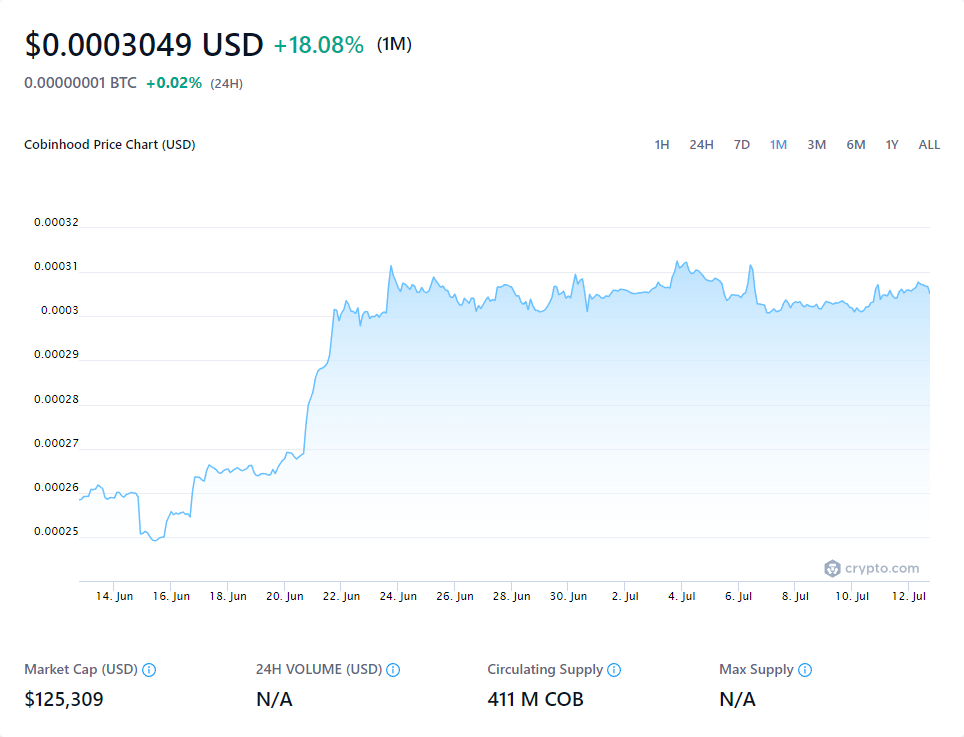 $0.0003049 USD +18.08% (1M)
0.00000001 BTC +0.02% (24H)
Cobinhood Price Chart (USD) 1H 24H 7D 1M 3M 6M 1Y ALL
0.00032
0.00031
0.0003
0.00029
0.00028
0.00027
0.00026
0.00025
crypto.com
14. Jun 16. Jun 18. Jun 20. Jun 22. Jun 24. Jun 26. Jun 28. Jun 30. Jun 2. Jul 4. Jul 6. Jul 8. Jul 10. Jul 12. Jul
Market Cap (USD) 24H VOLUME (USD) Circulating Supply Max Supply
$125,309 N/A 411 M COB N/A